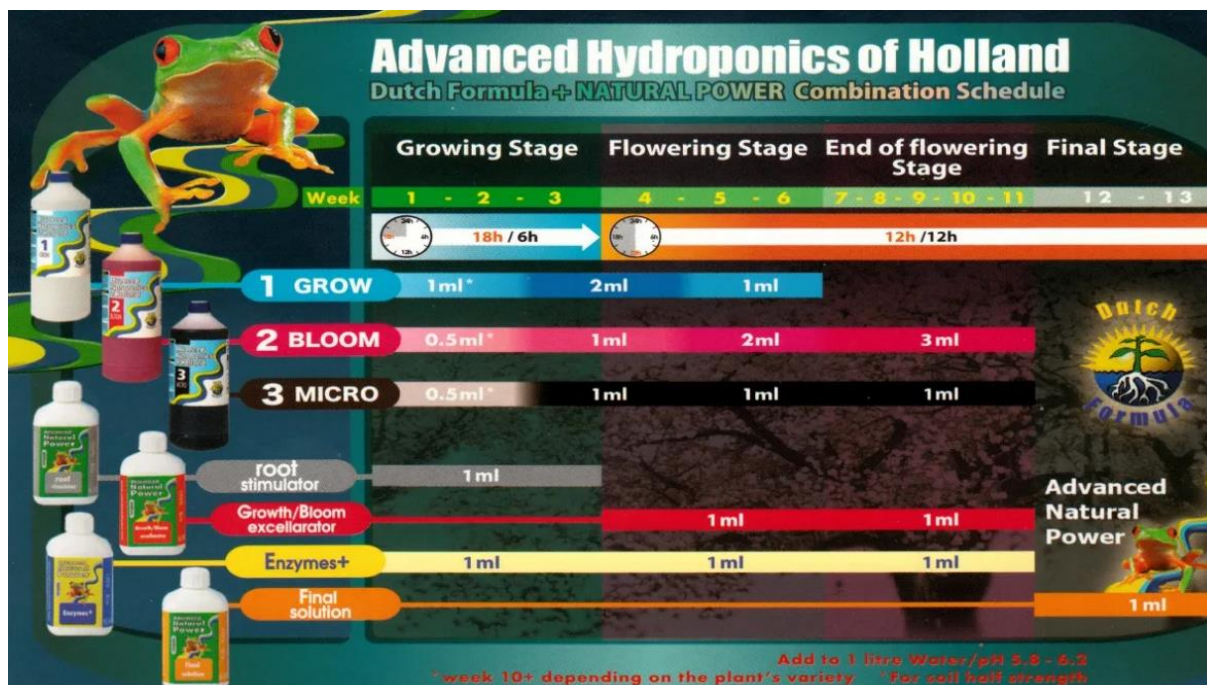 Advanced Hydroponics of Holland
Dutch Formula + NATURAL POWER Combination Schedule
Growing Stage Flowering Stage End of flowering Stage Final Stage
Week 1 - 2 - 3 4 - 5 - 6 7 - 8 - 9 - 10 - 11 12 - 13
18h / 6h 12h /12h
1 GROW 1ml* 2ml 1ml
2 BLOOM 0.5ml* 1ml 2ml 3ml
3 MICRO 0.5ml* 1ml 1ml 1ml
Dutch Formula
root stimulator 1ml
Growth/Bloom excellarator 1ml 1ml
Advanced
Natural
Power
Enzymes+ 1ml 1ml 1ml
Final solution 1ml
Add to 1 litre Water/pH 5.8 - 6.2
*week 10+ depending on the plant's variety *For soil half strength